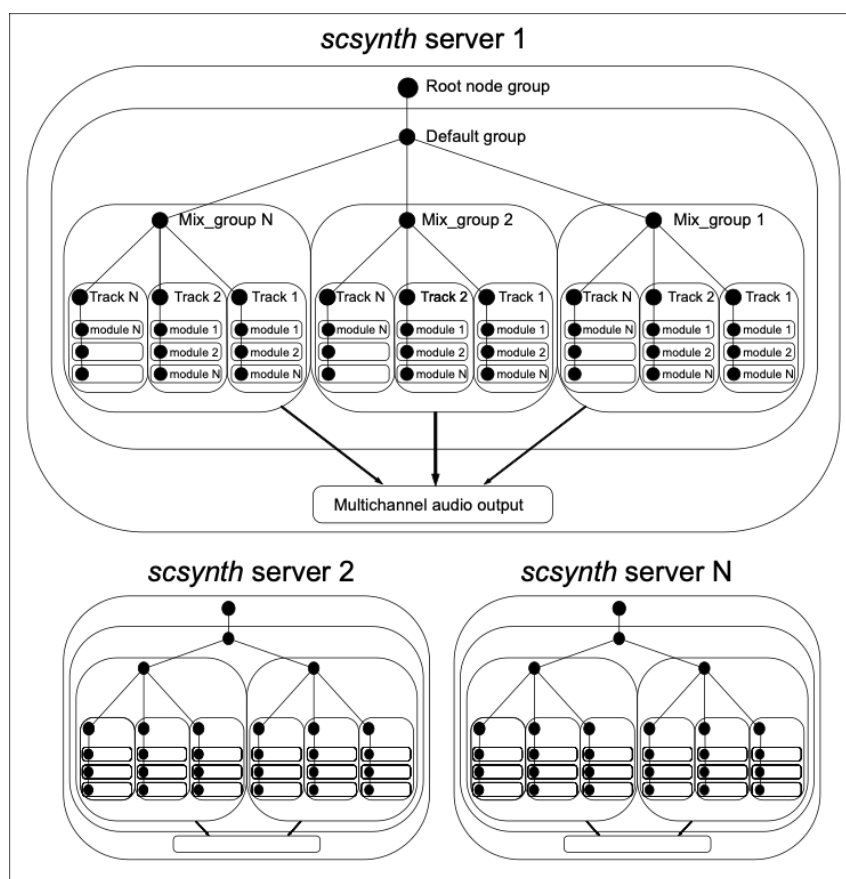 scsynth server 1
Root node group
Default group
Mix_group N
Mix_group 2
Mix_group 1
Track N
Track 2
Track 1
Track N
Track 2
Track 1
Track N
Track 2
Track 1
module N
module 1
module 1
module N
module 1
module 1
module N
module 1
module 1
module 2
module 2
module 2
module 2
module 2
module 2
module N
module N
module N
module N
module N
module N
Multichannel audio output
scsynth server 2
scsynth server N